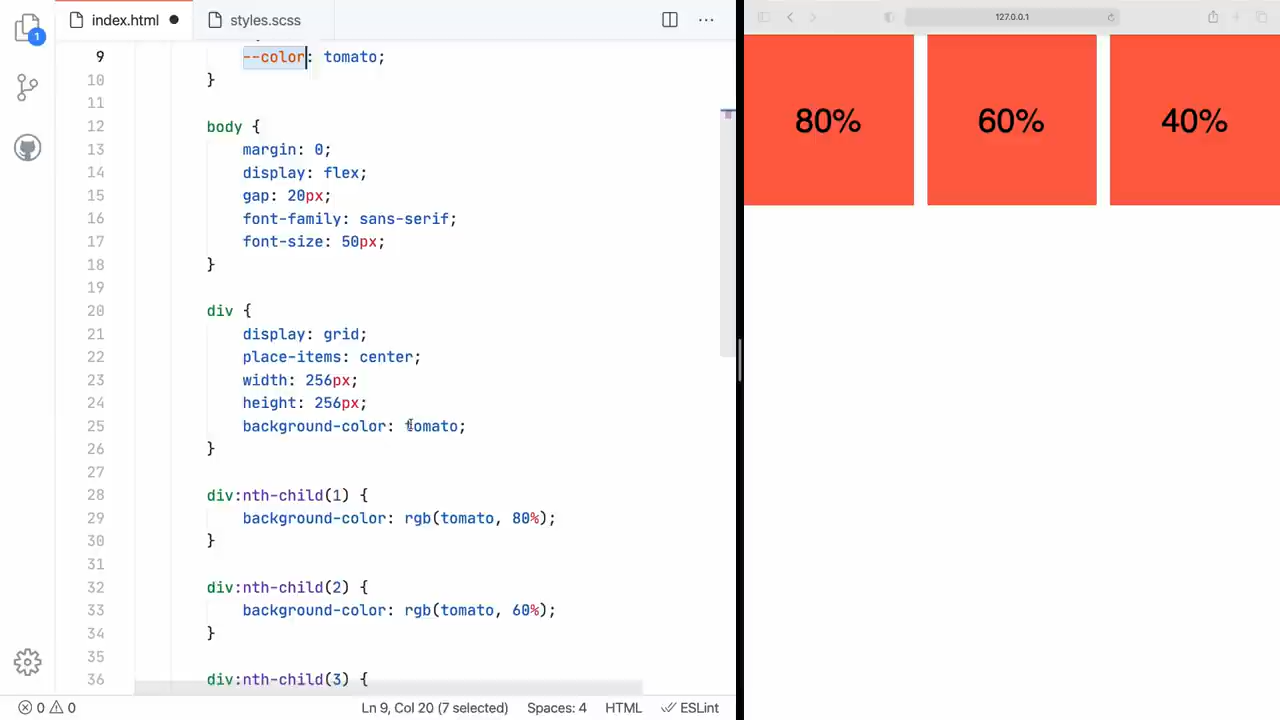 index.html
styles.scss
127.0.0.1
1
9 --color: tomato;
10 }
11
12 body {
13 margin: 0;
14 display: flex;
15 gap: 20px;
16 font-family: sans-serif;
17 font-size: 50px;
18 }
19
20 div {
21 display: grid;
22 place-items: center;
23 width: 256px;
24 height: 256px;
25 background-color: tomato;
26 }
27
28 div:nth-child(1) {
29 background-color: rgb(tomato, 80%);
30 }
31
32 div:nth-child(2) {
33 background-color: rgb(tomato, 60%);
34 }
35
36 div:nth-child(3) {
80% 60% 40%
0 0 Ln 9, Col 20 (7 selected) Spaces: 4 HTML ESLint